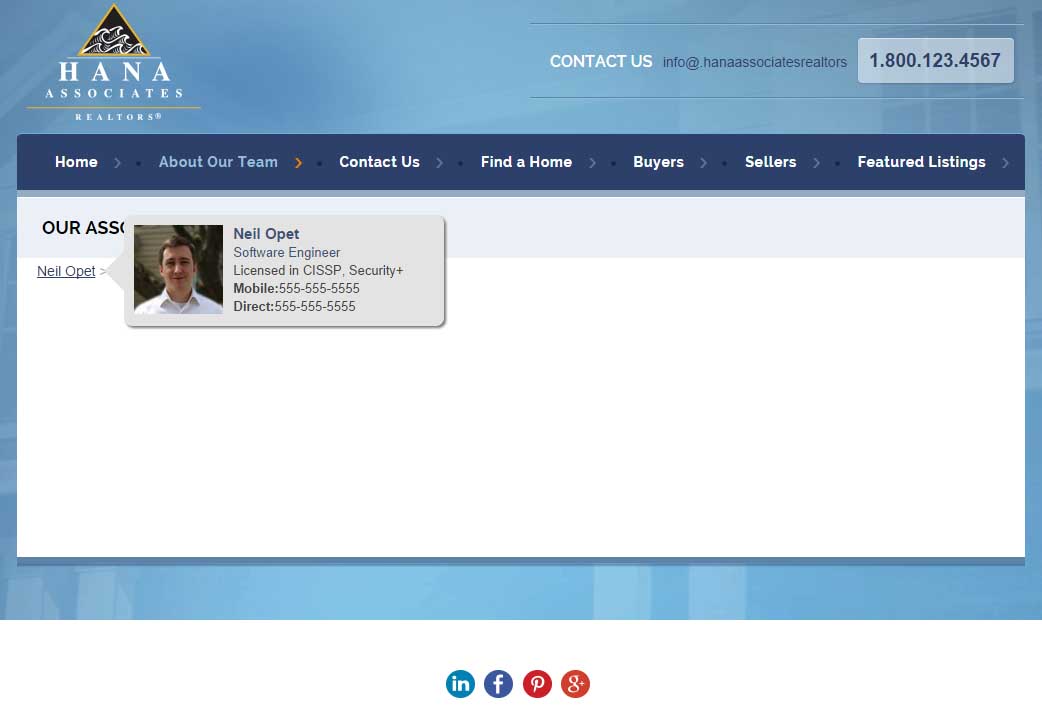 HANA
ASSOCIATES
REALTORS®
CONTACT US info@.hanaassociatesrealtors 1.800.123.4567
Home About Our Team Contact Us Find a Home Buyers Sellers Featured Listings
OUR ASSO
Neil Opet >
Neil Opet
Software Engineer
Licensed in CISSP, Security+
Mobile:555-555-5555
Direct:555-555-5555
in f g+